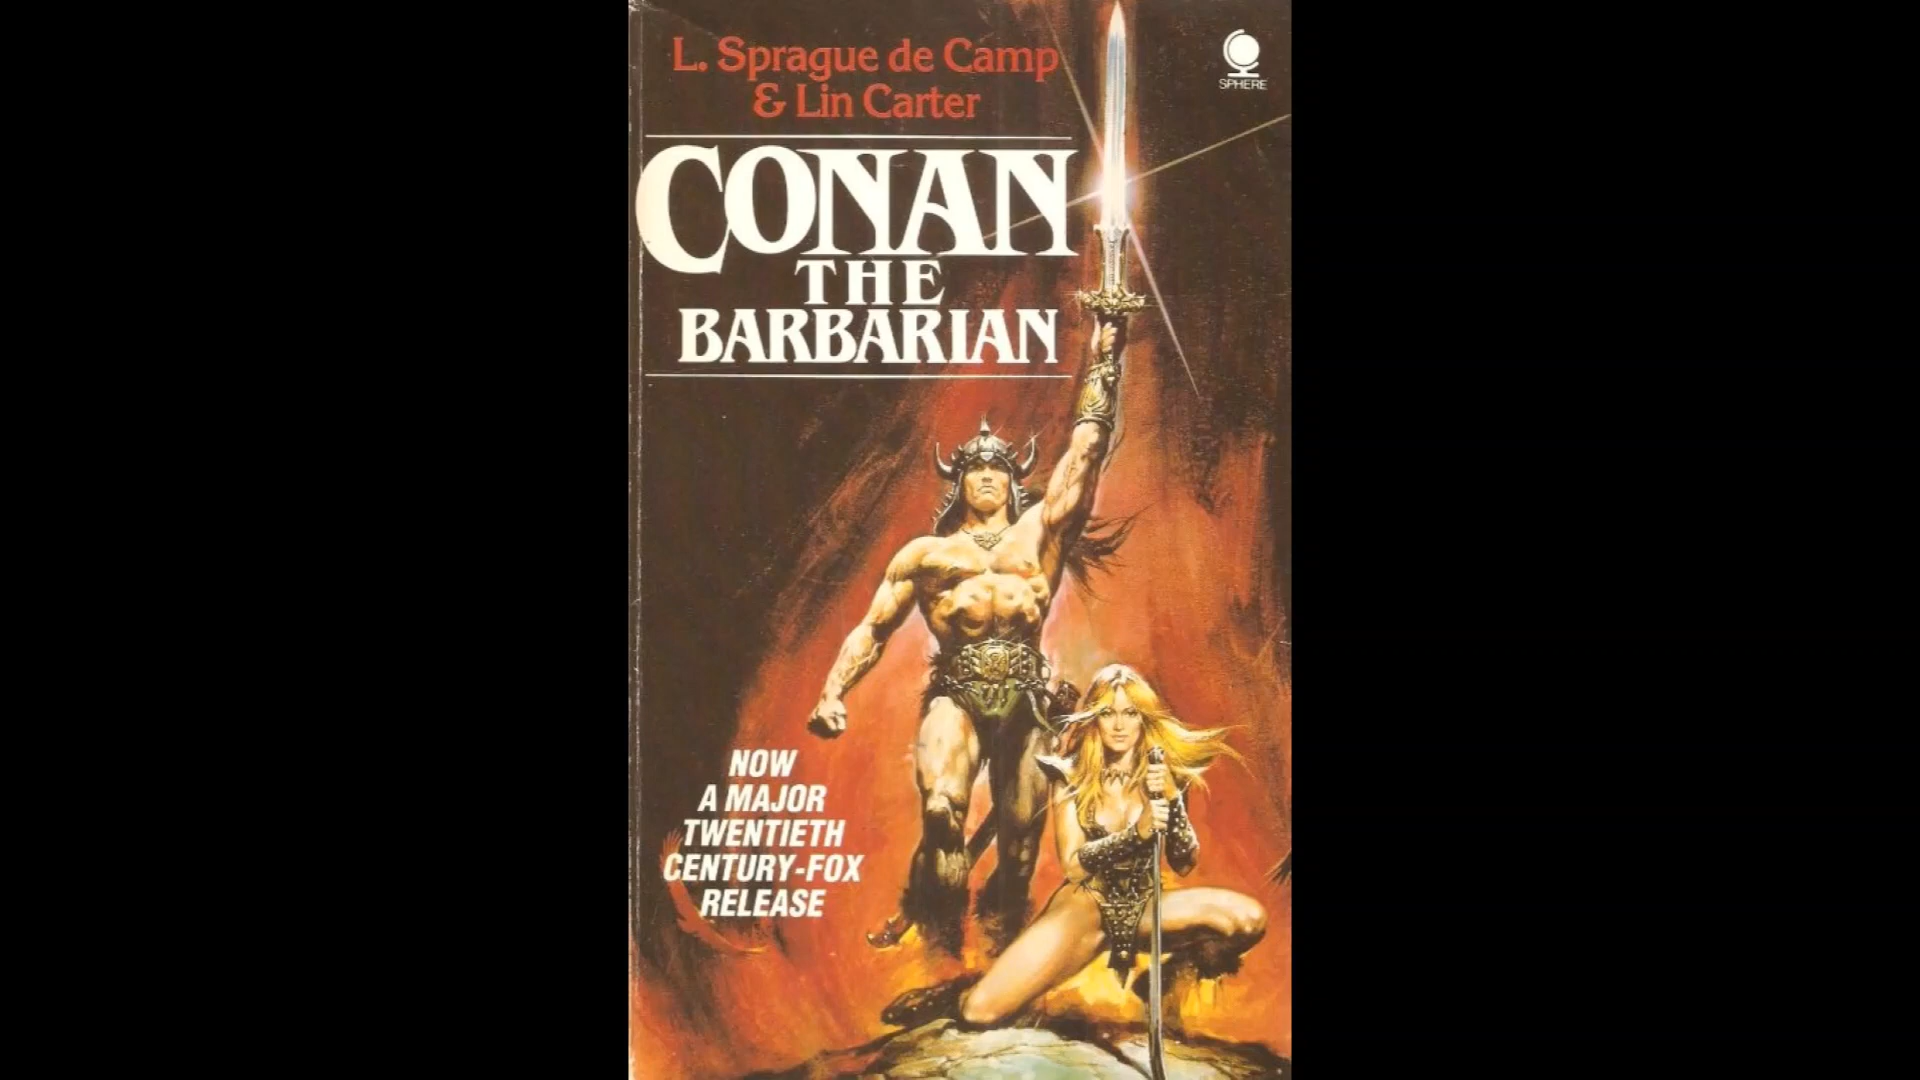 L. Sprague de Camp
& Lin Carter
SPHERE
CONAN
THE
BARBARIAN
NOW
A MAJOR
TWENTIETH
CENTURY-FOX
RELEASE